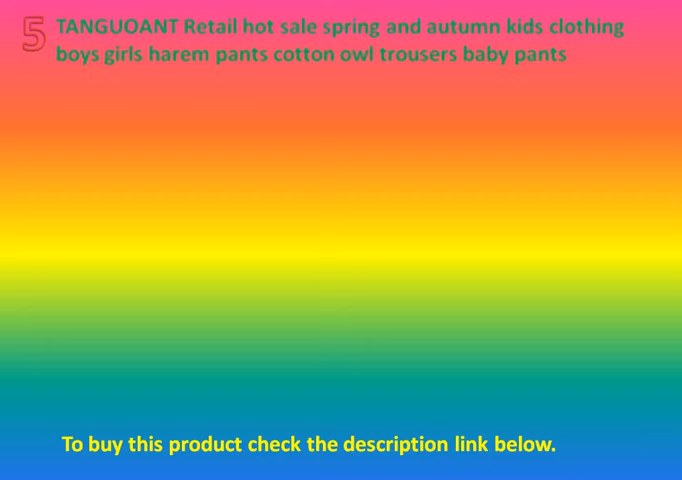 5 TANGUOANT Retail hot sale spring and autumn kids clothing
boys girls harem pants cotton owl trousers baby pants
To buy this product check the description link below.